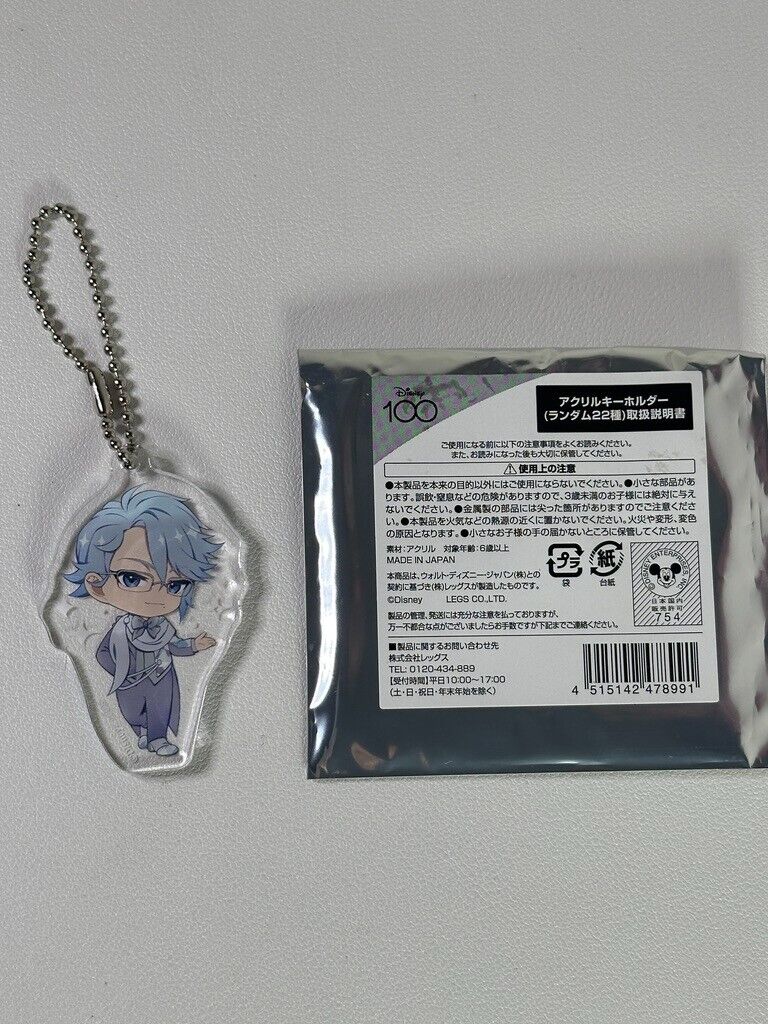 Disney
100
アクリルキーホルダー
(ランダム22種)取扱説明書
ご使用になる前に以下の注意事項をよくお読みください。
また、お読みになった後も大切に保管してください。
⚠使用上の注意
●本製品を本来の目的以外にはご使用にならないでください。●小さな部品があ
ります。誤飲・窒息などの危険がありますので、3歳未満のお子様には絶対に与え
ないでください。●金属製の部品には尖った箇所がありますのでご注意くださ
い。●本製品を火気などの熱源の近くに置かないでください。火災や変形、変色
の原因となります。●小さなお子様の手の届かないところに保管してください。
素材:アクリル 対象年齢:6歳以上
MADE IN JAPAN
プラ
袋
紙
台紙
本商品は、ウォルト・ディズニー・ジャパン(株)との
契約に基づき(株)レッグスが製造したものです。
©Disney LEGS CO.,LTD.
©DISNEY ENTERPRISES, INC.
日本国内
販売許可
754
製品の管理、発送には充分な注意を払っておりますが、
万一不都合な点がございましたらお手数ですが下記までご連絡ください。
■製品に関するお問い合わせ先
株式会社レッグス
TEL: 0120-434-889
[受付時間]平日10:00~17:00
(土・日・祝日・年末年始を除く)
4 515142 478991